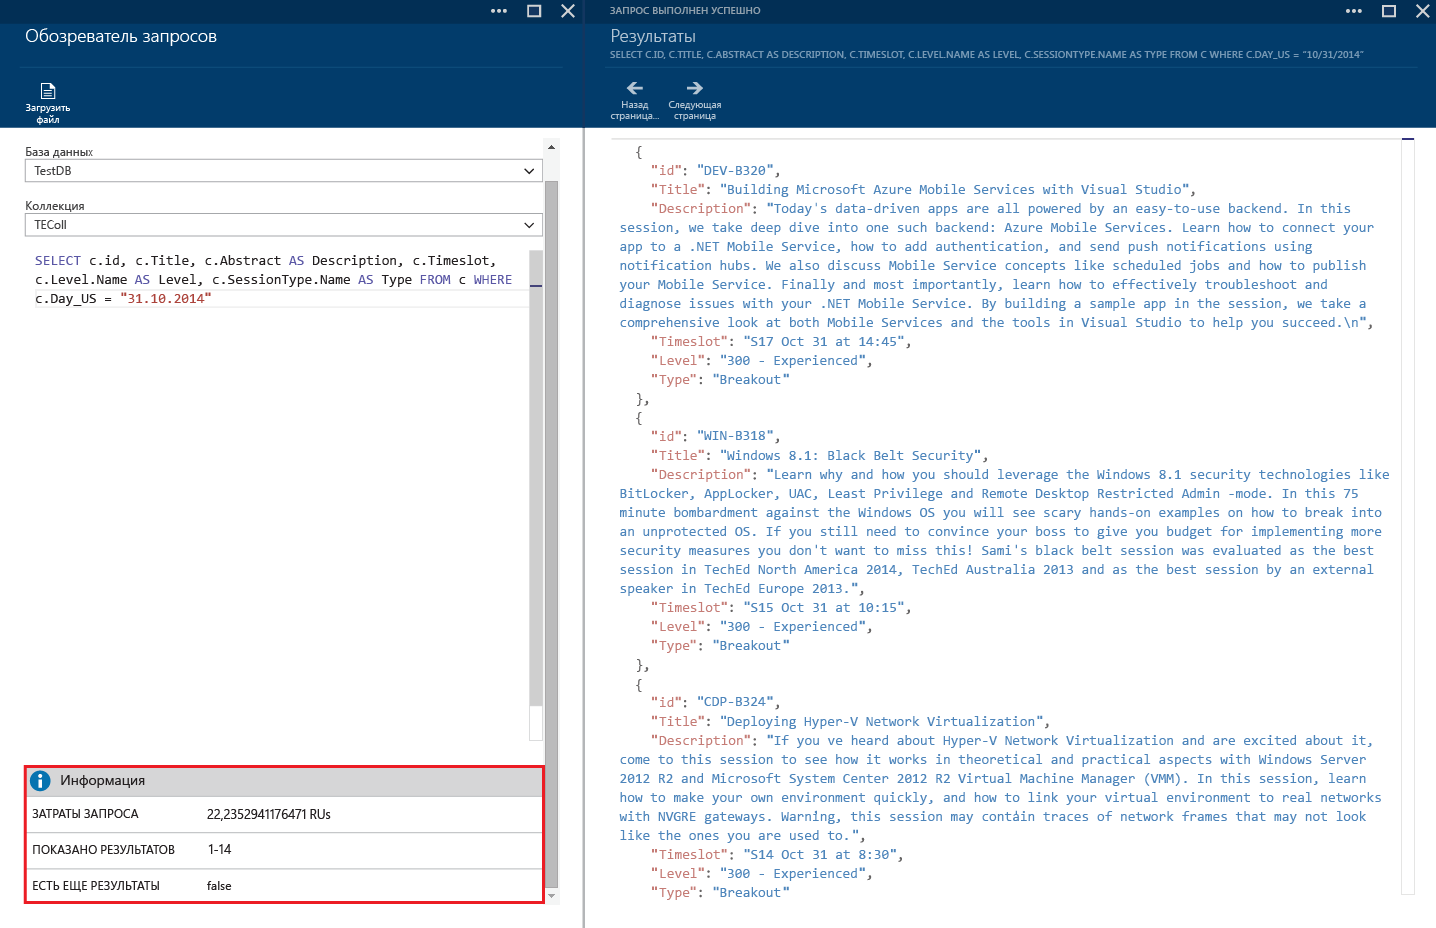 Обозреватель запросов
Загрузить
файл
База данных
TestDB
Коллекция
TEColl
SELECT c.id, c.Title, c.Abstract AS Description, c.Timeslot,
c.Level.Name AS Level, c.SessionType.Name AS Type FROM c WHERE
c.Day_US = "31.10.2014"
Информация
ЗАТРАТЫ ЗАПРОСА 22,2352941176471 RUs
ПОКАЗАНО РЕЗУЛЬТАТОВ 1-14
ЕСТЬ ЕЩЕ РЕЗУЛЬТАТЫ false
ЗАПРОС ВЫПОЛНЕН УСПЕШНО
Результаты
SELECT C.ID, C.TITLE, C.ABSTRACT AS DESCRIPTION, C.TIMESLOT, C.LEVEL.NAME AS LEVEL, C.SESSIONTYPE.NAME AS TYPE FROM C WHERE C.DAY_US = "10/31/2014"
Назад
страница...
Следующая
страница
{
"id": "DEV-B320",
"Title": "Building Microsoft Azure Mobile Services with Visual Studio",
"Description": "Today's data-driven apps are all powered by an easy-to-use backend. In this
session, we take deep dive into one such backend: Azure Mobile Services. Learn how to connect your
app to a .NET Mobile Service, how to add authentication, and send push notifications using
notification hubs. We also discuss Mobile Service concepts like scheduled jobs and how to publish
your Mobile Service. Finally and most importantly, learn how to effectively troubleshoot and
diagnose issues with your .NET Mobile Service. By building a sample app in the session, we take a
comprehensive look at both Mobile Services and the tools in Visual Studio to help you succeed.\n",
"Timeslot": "S17 Oct 31 at 14:45",
"Level": "300 - Experienced",
"Type": "Breakout"
},
{
"id": "WIN-B318",
"Title": "Windows 8.1: Black Belt Security",
"Description": "Learn why and how you should leverage the Windows 8.1 security technologies like
BitLocker, AppLocker, UAC, Least Privilege and Remote Desktop Restricted Admin -mode. In this 75
minute bombardment against the Windows OS you will see scary hands-on examples on how to break into
an unprotected OS. If you still need to convince your boss to give you budget for implementing more
security measures you don't want to miss this! Sami's black belt session was evaluated as the best
session in TechEd North America 2014, TechEd Australia 2013 and as the best session by an external
speaker in TechEd Europe 2013.",
"Timeslot": "S15 Oct 31 at 10:15",
"Level": "300 - Experienced",
"Type": "Breakout"
},
{
"id": "CDP-B324",
"Title": "Deploying Hyper-V Network Virtualization",
"Description": "If you ve heard about Hyper-V Network Virtualization and are excited about it,
come to this session to see how it works in theoretical and practical aspects with Windows Server
2012 R2 and Microsoft System Center 2012 R2 Virtual Machine Manager (VMM). In this session, learn
how to make your own environment quickly, and how to link your virtual environment to real networks
with NVGRE gateways. Warning, this session may contain traces of network frames that may not look
like the ones you are used to.",
"Timeslot": "S14 Oct 31 at 8:30",
"Level": "300 - Experienced",
"Type": "Breakout"